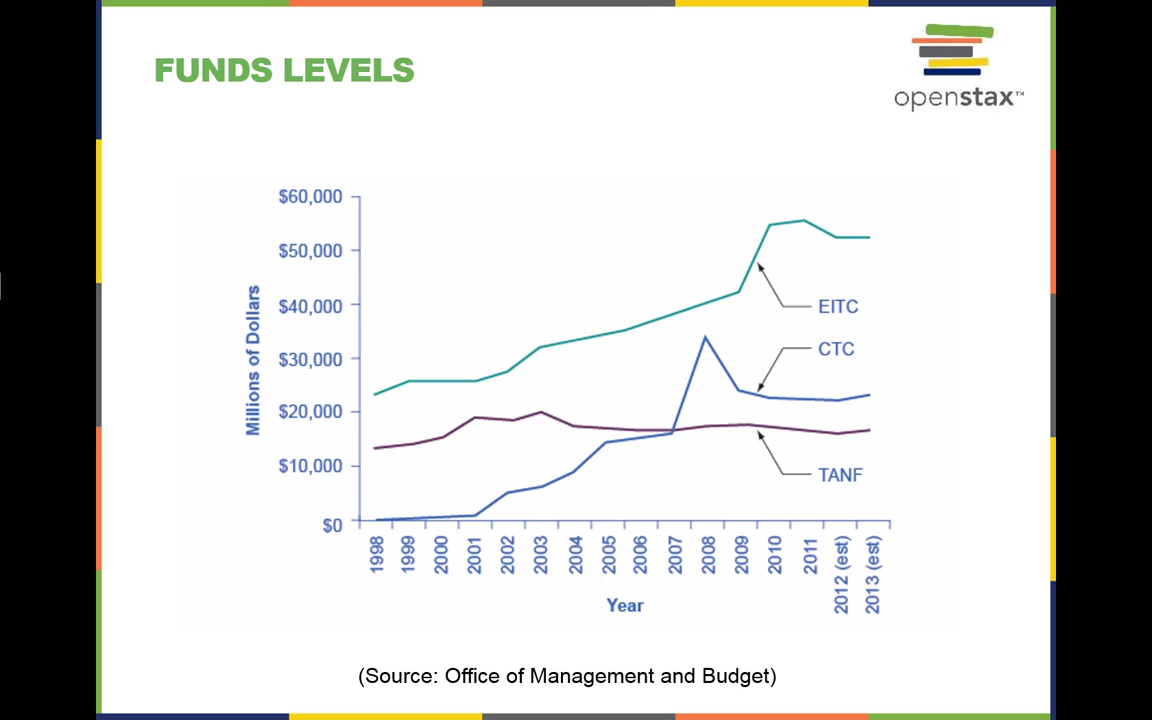 FUNDS LEVELS
openstax™
$60,000
$50,000
$40,000
$30,000
$20,000
$10,000
$0
Millions of Dollars
EITC
CTC
TANF
1998
1999
2000
2001
2002
2003
2004
2005
2006
2007
2008
2009
2010
2011
2012 (est)
2013 (est)
Year
(Source: Office of Management and Budget)